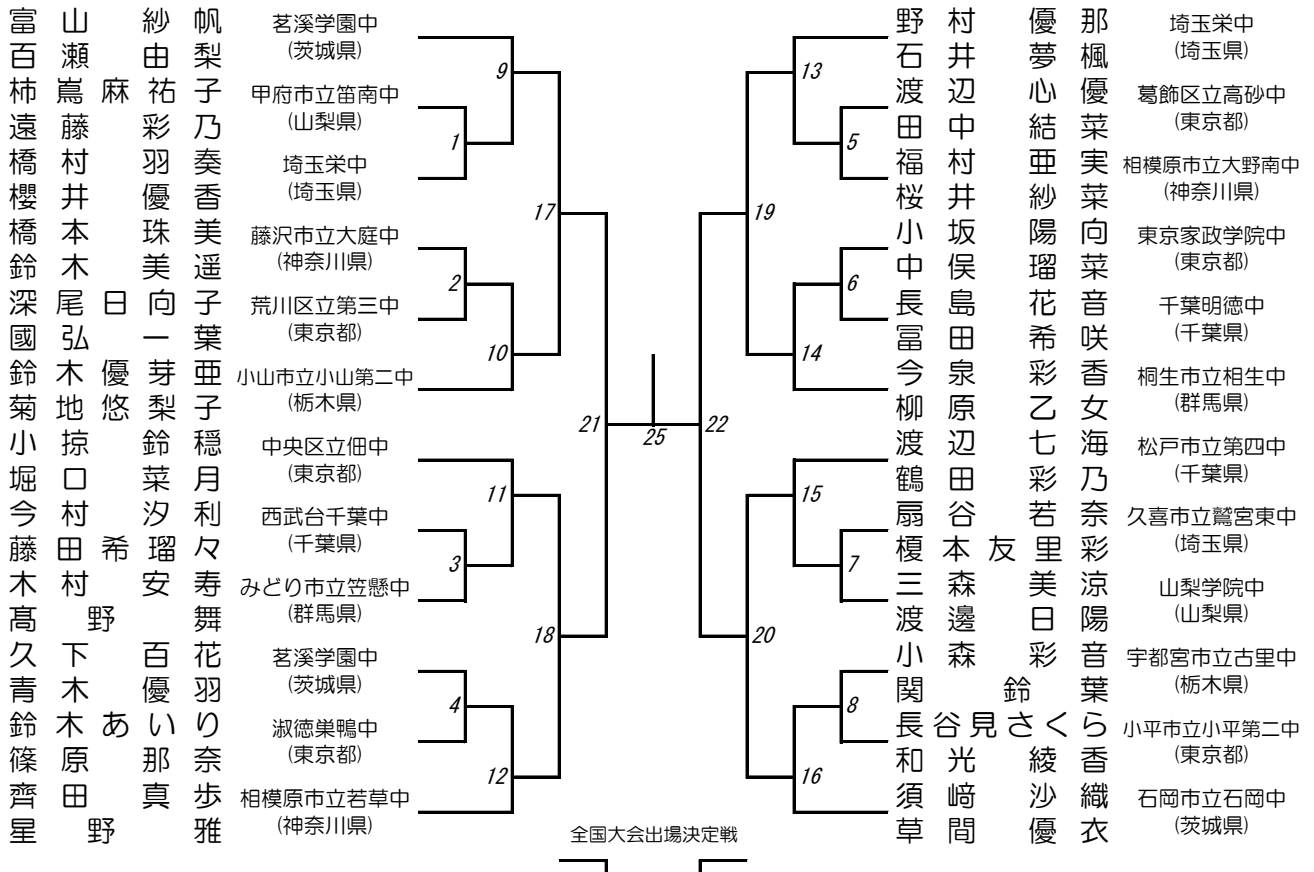 富山 紗帆 茗溪学園中
百瀬 由梨 (茨城県)
柿嶌麻祐子 甲府市立笛南中
遠藤 彩乃 (山梨県)
橋村 羽奏 埼玉栄中
櫻井 優香 (埼玉県)
橋本 珠美 藤沢市立大庭中
鈴木 美遥 (神奈川県)
深尾日向子 荒川区立第三中
國弘 一葉 (東京都)
鈴木優芽亜 小山市立小山第二中
菊地悠梨子 (栃木県)
小掠 鈴穏 中央区立佃中
堀口 菜月 (東京都)
今村 汐利 西武台千葉中
藤田希瑠々 (千葉県)
木村 安寿 みどり市立笠懸中
髙野 舞 (群馬県)
久下 百花 茗溪学園中
青木 優羽 (茨城県)
鈴木あいり 淑徳巣鴨中
篠原 那奈 (東京都)
齊田 真歩 相模原市立若草中
星野 雅 (神奈川県)
9
1
17
2
10
21
11
3
18
4
12
25
13
5
19
6
14
22
15
7
20
8
16
野村 優那 埼玉栄中
石井 夢楓 (埼玉県)
渡辺 心優 葛飾区立高砂中
田中 結菜 (東京都)
福村 亜実 相模原市立大野南中
桜井 紗菜 (神奈川県)
小坂 陽向 東京家政学院中
中俣 瑠菜 (東京都)
長島 花音 千葉明徳中
冨田 希咲 (千葉県)
今泉 彩香 桐生市立相生中
柳原 乙女 (群馬県)
渡辺 七海 松戸市立第四中
鶴田 彩乃 (千葉県)
扇谷 若奈 久喜市立鷲宮東中
榎本友里彩 (埼玉県)
三森 美涼 山梨学院中
渡邊 日陽 (山梨県)
小森 彩音 宇都宮市立古里中
関 鈴葉 (栃木県)
長谷見さくら 小平市立小平第二中
和光 綾香 (東京都)
須﨑 沙織 石岡市立石岡中
草間 優衣 (茨城県)
全国大会出場決定戦